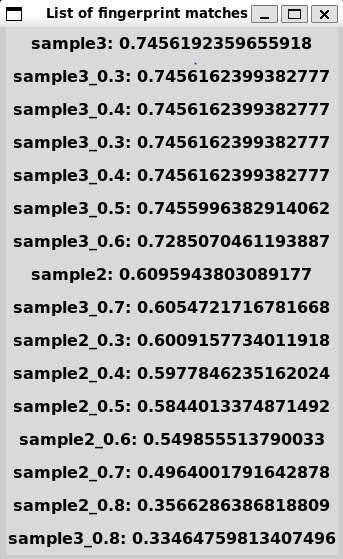 List of fingerprint matches
sample3: 0.7456192359655918
sample3_0.3: 0.7456162399382777
sample3_0.4: 0.7456162399382777
sample3_0.3: 0.7456162399382777
sample3_0.4: 0.7456162399382777
sample3_0.5: 0.7455996382914062
sample3_0.6: 0.7285070461193887
sample2: 0.6095943803089177
sample3_0.7: 0.6054721716781668
sample2_0.3: 0.6009157734011918
sample2_0.4: 0.5977846235162024
sample2_0.5: 0.5844013374871492
sample2_0.6: 0.549855513790033
sample2_0.7: 0.4964001791642878
sample2_0.8: 0.3566286386818809
sample3_0.8: 0.33464759813407496